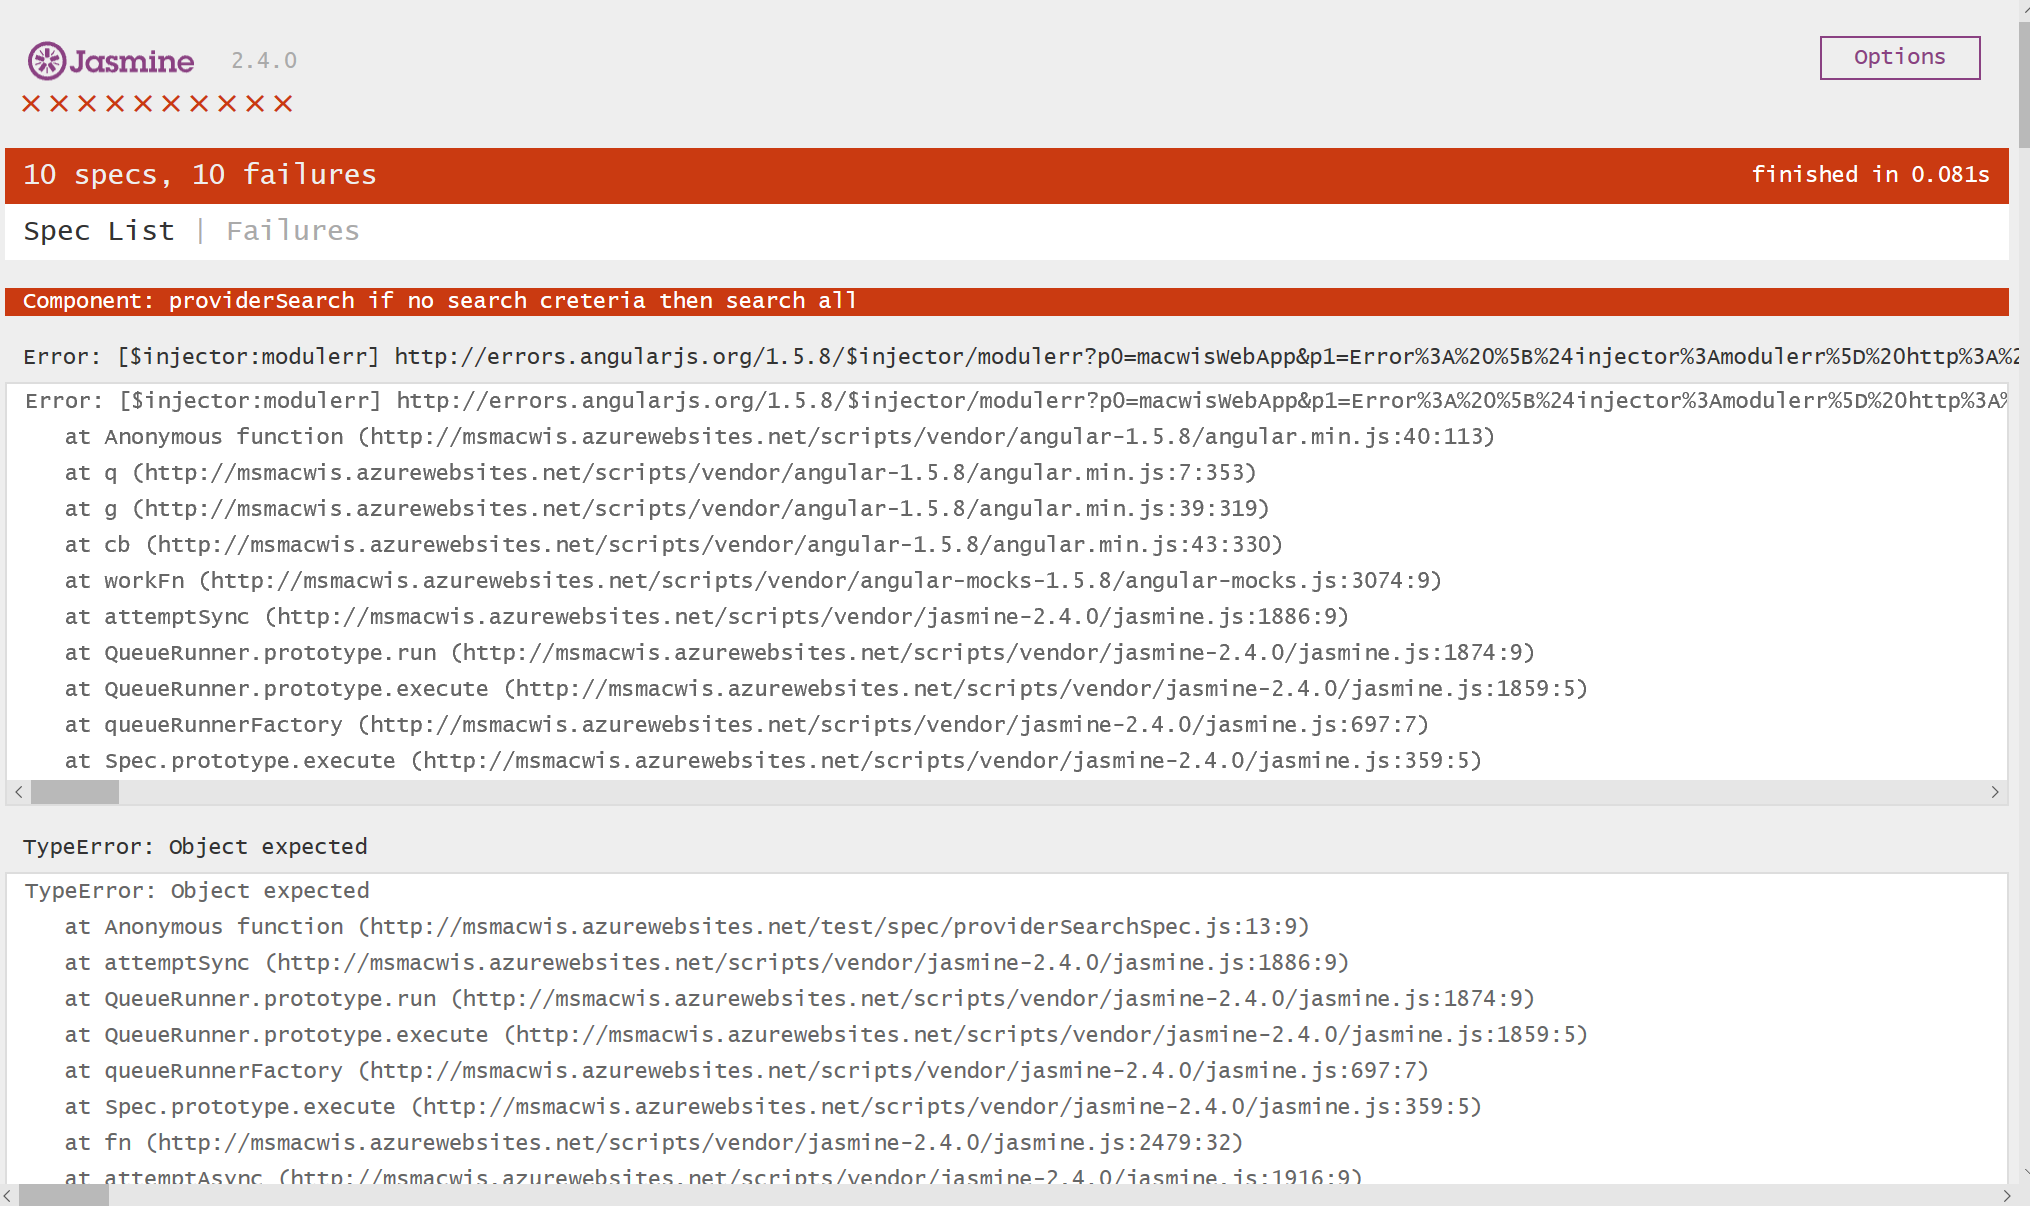 Jasmine 2.4.0
Options
××××××××××
10 specs, 10 failures finished in 0.081s
Spec List | Failures
Component: providerSearch if no search creteria then search all
Error: [$injector:modulerr] http://errors.angularjs.org/1.5.8/$injector/modulerr?p0=macwisWebApp&p1=Error%3A%20%5B%24injector%3Amodulerr%5D%20http%3A%2
Error: [$injector:modulerr] http://errors.angularjs.org/1.5.8/$injector/modulerr?p0=macwisWebApp&p1=Error%3A%20%5B%24injector%3Amodulerr%5D%20http%3A%
at Anonymous function (http://msmacwis.azurewebsites.net/scripts/vendor/angular-1.5.8/angular.min.js:40:113)
at q (http://msmacwis.azurewebsites.net/scripts/vendor/angular-1.5.8/angular.min.js:7:353)
at g (http://msmacwis.azurewebsites.net/scripts/vendor/angular-1.5.8/angular.min.js:39:319)
at cb (http://msmacwis.azurewebsites.net/scripts/vendor/angular-1.5.8/angular.min.js:43:330)
at workFn (http://msmacwis.azurewebsites.net/scripts/vendor/angular-mocks-1.5.8/angular-mocks.js:3074:9)
at attemptSync (http://msmacwis.azurewebsites.net/scripts/vendor/jasmine-2.4.0/jasmine.js:1886:9)
at QueueRunner.prototype.run (http://msmacwis.azurewebsites.net/scripts/vendor/jasmine-2.4.0/jasmine.js:1874:9)
at QueueRunner.prototype.execute (http://msmacwis.azurewebsites.net/scripts/vendor/jasmine-2.4.0/jasmine.js:1859:5)
at queueRunnerFactory (http://msmacwis.azurewebsites.net/scripts/vendor/jasmine-2.4.0/jasmine.js:697:7)
at Spec.prototype.execute (http://msmacwis.azurewebsites.net/scripts/vendor/jasmine-2.4.0/jasmine.js:359:5)
TypeError: Object expected
TypeError: Object expected
at Anonymous function (http://msmacwis.azurewebsites.net/test/spec/providerSearchSpec.js:13:9)
at attemptSync (http://msmacwis.azurewebsites.net/scripts/vendor/jasmine-2.4.0/jasmine.js:1886:9)
at QueueRunner.prototype.run (http://msmacwis.azurewebsites.net/scripts/vendor/jasmine-2.4.0/jasmine.js:1874:9)
at QueueRunner.prototype.execute (http://msmacwis.azurewebsites.net/scripts/vendor/jasmine-2.4.0/jasmine.js:1859:5)
at queueRunnerFactory (http://msmacwis.azurewebsites.net/scripts/vendor/jasmine-2.4.0/jasmine.js:697:7)
at Spec.prototype.execute (http://msmacwis.azurewebsites.net/scripts/vendor/jasmine-2.4.0/jasmine.js:359:5)
at fn (http://msmacwis.azurewebsites.net/scripts/vendor/jasmine-2.4.0/jasmine.js:2479:32)
at attemptAsync (http://msmacwis.azurewebsites.net/scripts/vendor/jasmine-2.4.0/jasmine.js:1916:9)